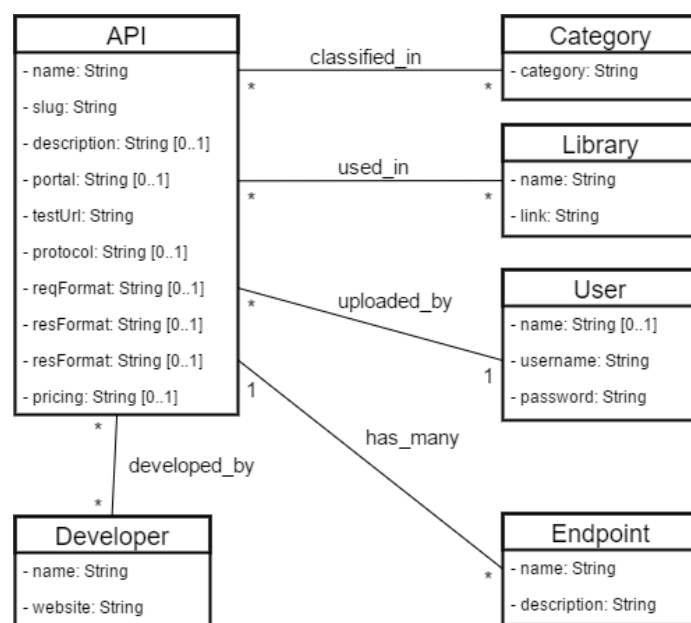 API
- name: String
- slug: String
- description: String [0..1]
- portal: String [0..1]
- testUrl: String
- protocol: String [0..1]
- reqFormat: String [0..1]
- resFormat: String [0..1]
- resFormat: String [0..1]
- pricing: String [0..1]
classified_in
*
*
Category
- category: String
used_in
*
*
Library
- name: String
- link: String
uploaded_by
*
1
User
- name: String [0..1]
- username: String
- password: String
1
has_many
*
Endpoint
- name: String
- description: String
*
developed_by
*
Developer
- name: String
- website: String